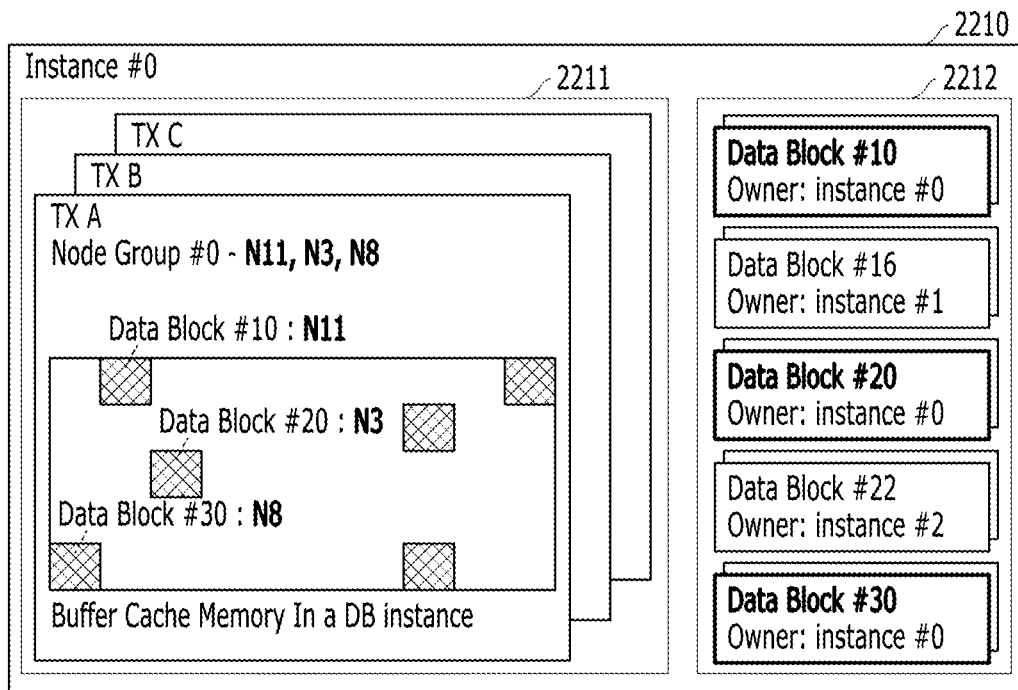 2210
Instance #0
2211
2212
TX C
TX B
TX A
Node Group #0 - N11, N3, N8
Data Block #10 : N11
Data Block #20 : N3
Data Block #30 : N8
Buffer Cache Memory In a DB instance
Data Block #10
Owner: instance #0
Data Block #16
Owner: instance #1
Data Block #20
Owner: instance #0
Data Block #22
Owner: instance #2
Data Block #30
Owner: instance #0